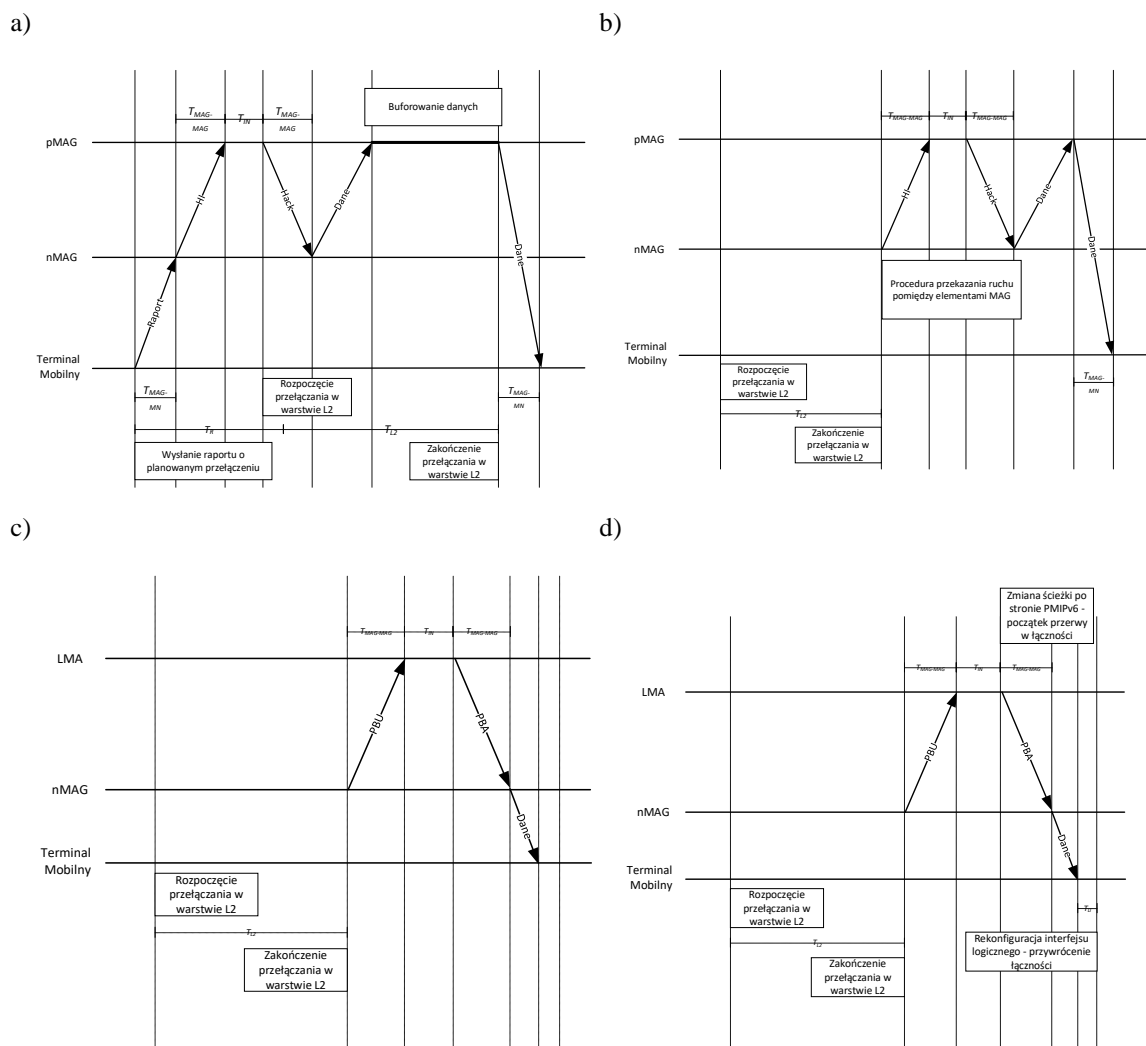 a)
T_MAG-
MAG
T_IN
T_MAG-
MAG
Buforowanie danych
pMAG
HI
Hack
Dane
nMAG
Raport
Dane
Terminal
Mobilny
T_MAG-
MN
Rozpoczęcie
przełączania w
warstwie L2
T_MAG-
MN
T_R
T_L2
Wysłanie raportu o
planowanym przełączeniu
Zakończenie
przełączania w
warstwie L2
b)
T_MAG-MAG
T_IN
T_MAG-MAG
pMAG
HI
Hack
Dane
Dane
nMAG
Procedura przekazania ruchu
pomiędzy elementami MAG
Terminal
Mobilny
Rozpoczęcie
przełączania w
warstwie L2
T_MAG-
MN
T_L2
Zakończenie
przełączania w
warstwie L2
c)
T_MAG-MAG
T_IN
T_MAG-MAG
LMA
PBU
PBA
nMAG
Dane
Terminal
Mobilny
Rozpoczęcie
przełączania w
warstwie L2
T_L2
Zakończenie
przełączania w
warstwie L2
d)
Zmiana ścieżki po
stronie PMIPv6 -
początek przerwy
w łączności
T_MAG-MAG
T_IN
T_MAG-MAG
LMA
PBU
PBA
nMAG
Dane
Terminal
Mobilny
Rozpoczęcie
przełączania w
warstwie L2
T_L2
Zakończenie
przełączania w
warstwie L2
Rekonfiguracja interfejsu
logicznego - przywrócenie
łączności